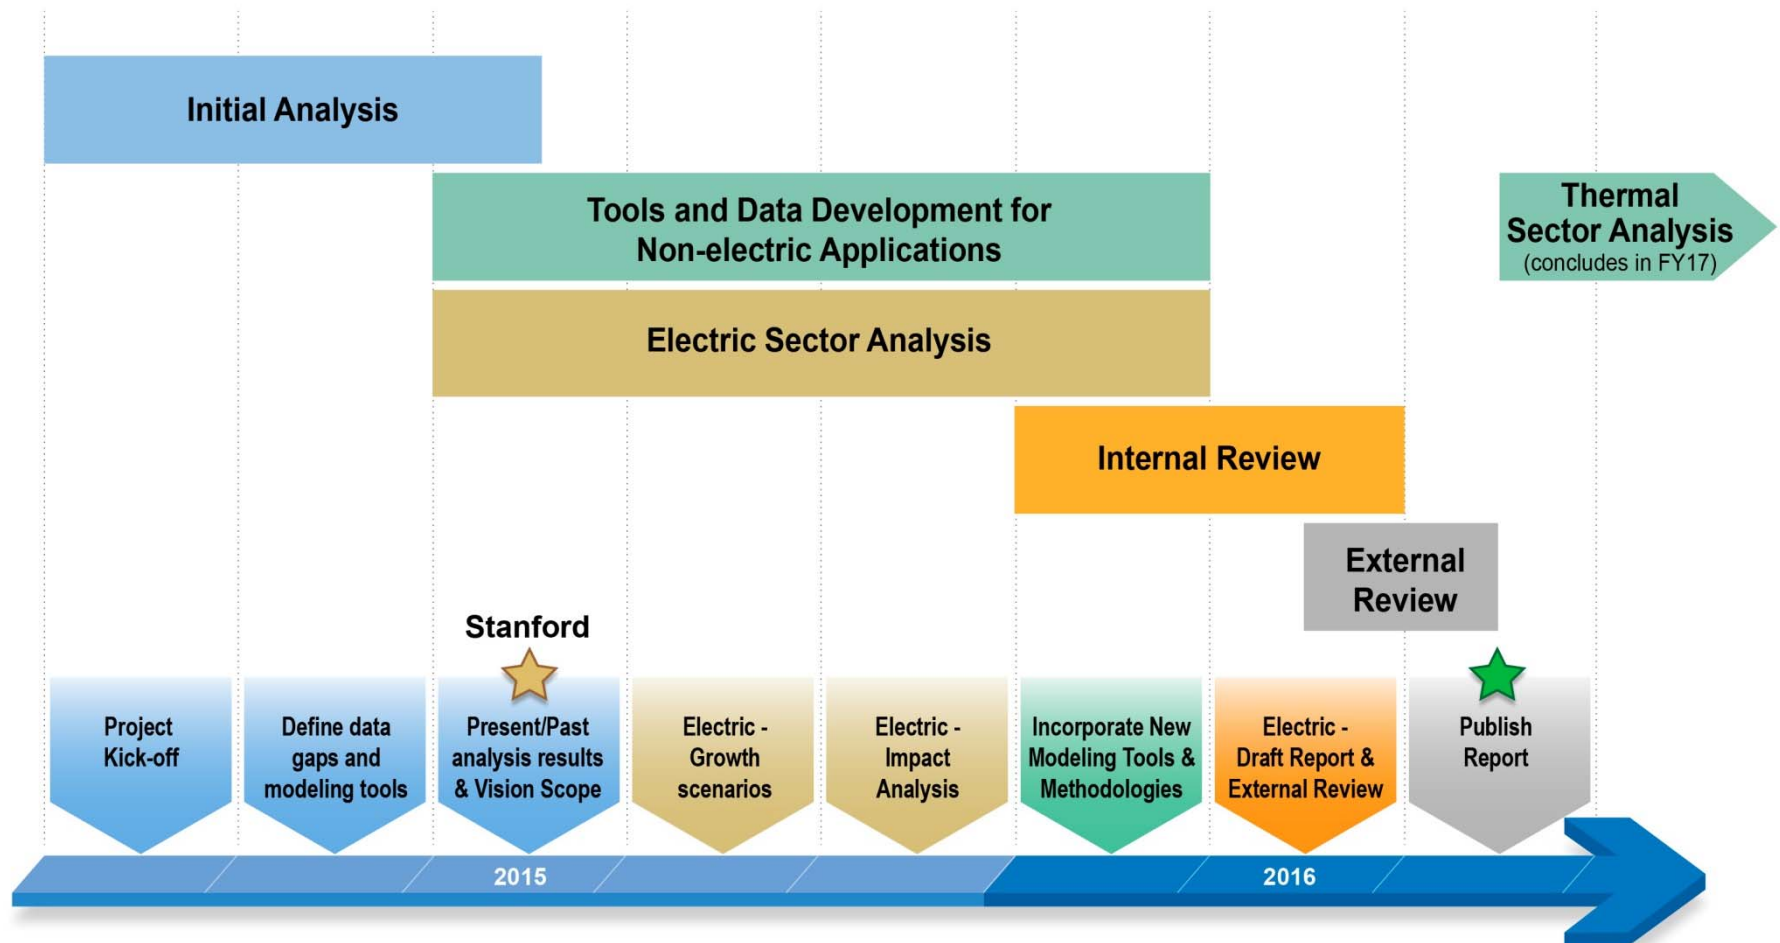 Initial Analysis
Tools and Data Development for
Non-electric Applications
Thermal
Sector Analysis
(concludes in FY17)
Electric Sector Analysis
Internal Review
External
Review
Stanford
Project
Kick-off
Define data
gaps and
modeling tools
Present/Past
analysis results
& Vision Scope
Electric -
Growth
scenarios
Electric -
Impact
Analysis
Incorporate New
Modeling Tools &
Methodologies
Electric -
Draft Report &
External Review
Publish
Report
2015
2016